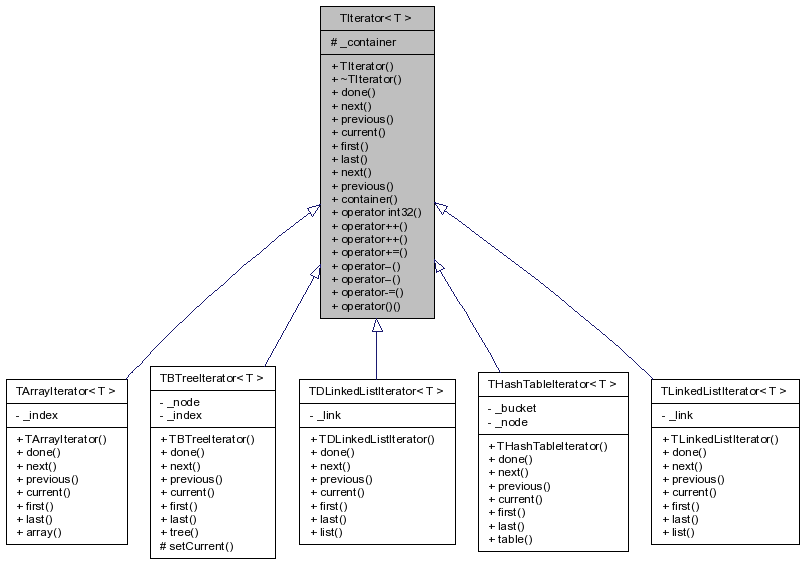 TIterator< T >
# _container
+ TIterator()
+ ~TIterator()
+ done()
+ next()
+ previous()
+ current()
+ first()
+ last()
+ next()
+ previous()
+ container()
+ operator int32()
+ operator++()
+ operator++()
+ operator+=()
+ operator--()
+ operator--()
+ operator-=()
+ operator()()
TArrayIterator< T >
- _index
+ TArrayIterator()
+ done()
+ next()
+ previous()
+ current()
+ first()
+ last()
+ array()
TBTreeIterator< T >
- _node
- _index
+ TBTreeIterator()
+ done()
+ next()
+ previous()
+ current()
+ first()
+ last()
+ tree()
# setCurrent()
TDLinkedListIterator< T >
- _link
+ TDLinkedListIterator()
+ done()
+ next()
+ previous()
+ current()
+ first()
+ last()
+ list()
THashTableIterator< T >
- _bucket
- _node
+ THashTableIterator()
+ done()
+ next()
+ previous()
+ current()
+ first()
+ last()
+ table()
TLinkedListIterator< T >
- _link
+ TLinkedListIterator()
+ done()
+ next()
+ previous()
+ current()
+ first()
+ last()
+ list()